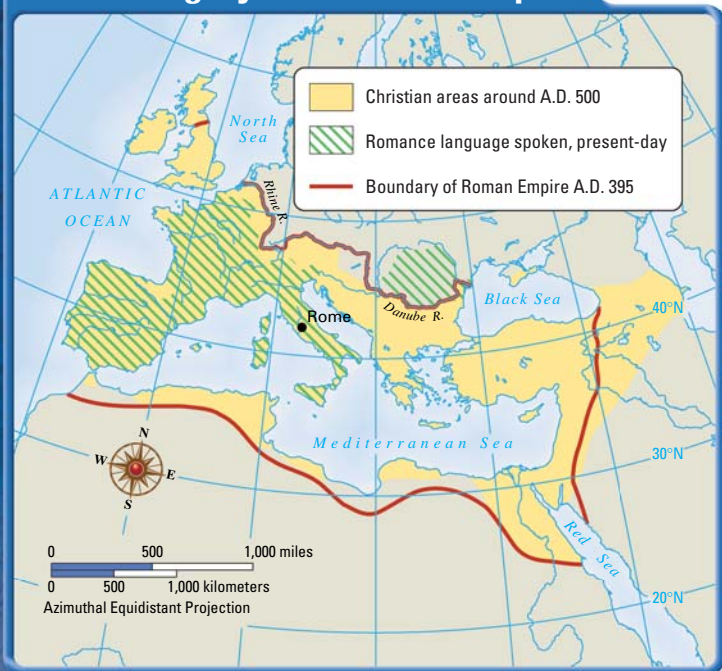 Christian areas around A.D. 500
Romance language spoken, present-day
Boundary of Roman Empire A.D. 395
North
Sea
Rhine R.
ATLANTIC
OCEAN
Black Sea
40°N
Danube R.
Rome
Mediterranean Sea
30°N
N
W
E
S
Red Sea
0 500 1,000 miles
0 500 1,000 kilometers
20°N
Azimuthal Equidistant Projection